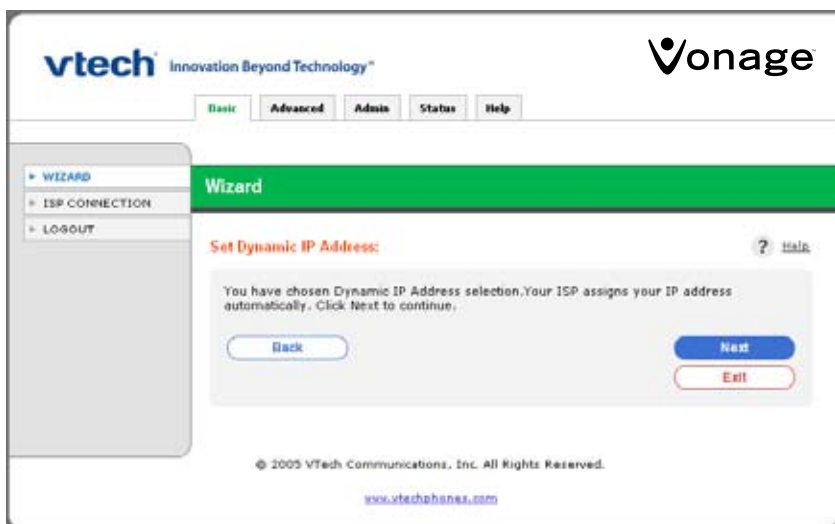 vtech Innovation Beyond Technology™
Vonage
Basic Advanced Admin Status Help
WIZARD
ISP CONNECTION
LOGOUT
Wizard
Set Dynamic IP Address:
? Help
You have chosen Dynamic IP Address selection.Your ISP assigns your IP address
automatically. Click Next to continue.
Back
Next
Exit
© 2005 VTech Communications, Inc. All Rights Reserved.
www.vtechphones.com